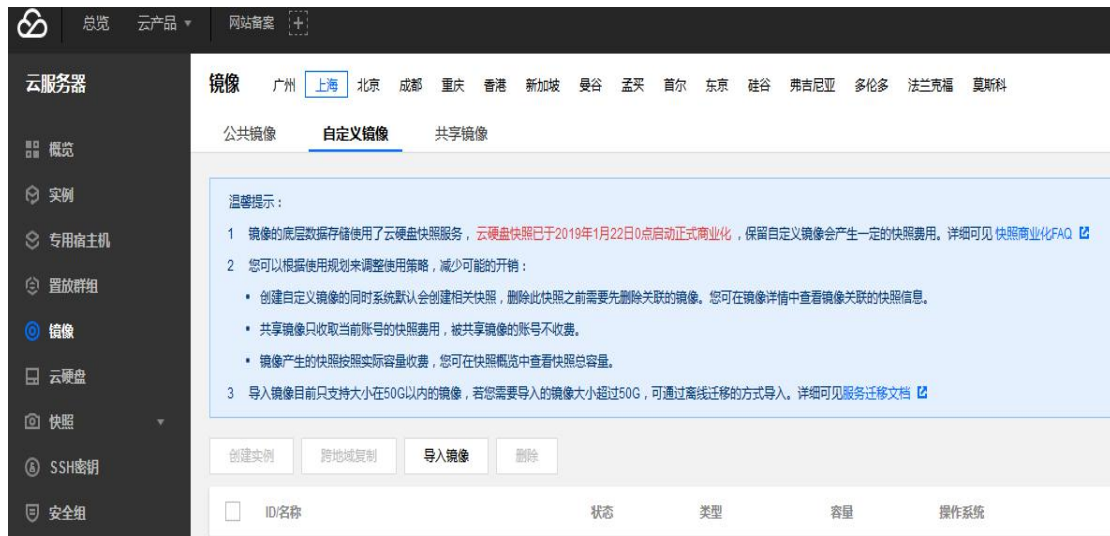 总览 云产品 网站备案
云服务器
概览
实例
专用宿主机
置放群组
镜像
云硬盘
快照
SSH密钥
安全组
镜像 广州 上海 北京 成都 重庆 香港 新加坡 曼谷 孟买 首尔 东京 硅谷 弗吉尼亚 多伦多 法兰克福 莫斯科
公共镜像 自定义镜像 共享镜像
温馨提示：
1 镜像的底层数据存储使用了云硬盘快照服务，云硬盘快照已于2019年1月22日0点启动正式商业化，保留自定义镜像会产生一定的快照费用。详细可见 快照商业化FAQ
2 您可以根据使用规划来调整使用策略，减少可能的开销：
• 创建自定义镜像的同时系统默认会创建相关快照，删除此快照之前需要先删除关联的镜像。您可在镜像详情中查看镜像关联的快照信息。
• 共享镜像只收取当前账号的快照费用，被共享镜像的账号不收费。
• 镜像产生的快照按照实际容量收费，您可在快照概览中查看快照总容量。
3 导入镜像目前只支持大小在50G以内的镜像，若您需要导入的镜像大小超过50G，可通过离线迁移的方式导入。详细可见服务迁移文档
创建实例 跨地域复制 导入镜像 删除
ID/名称 状态 类型 容量 操作系统